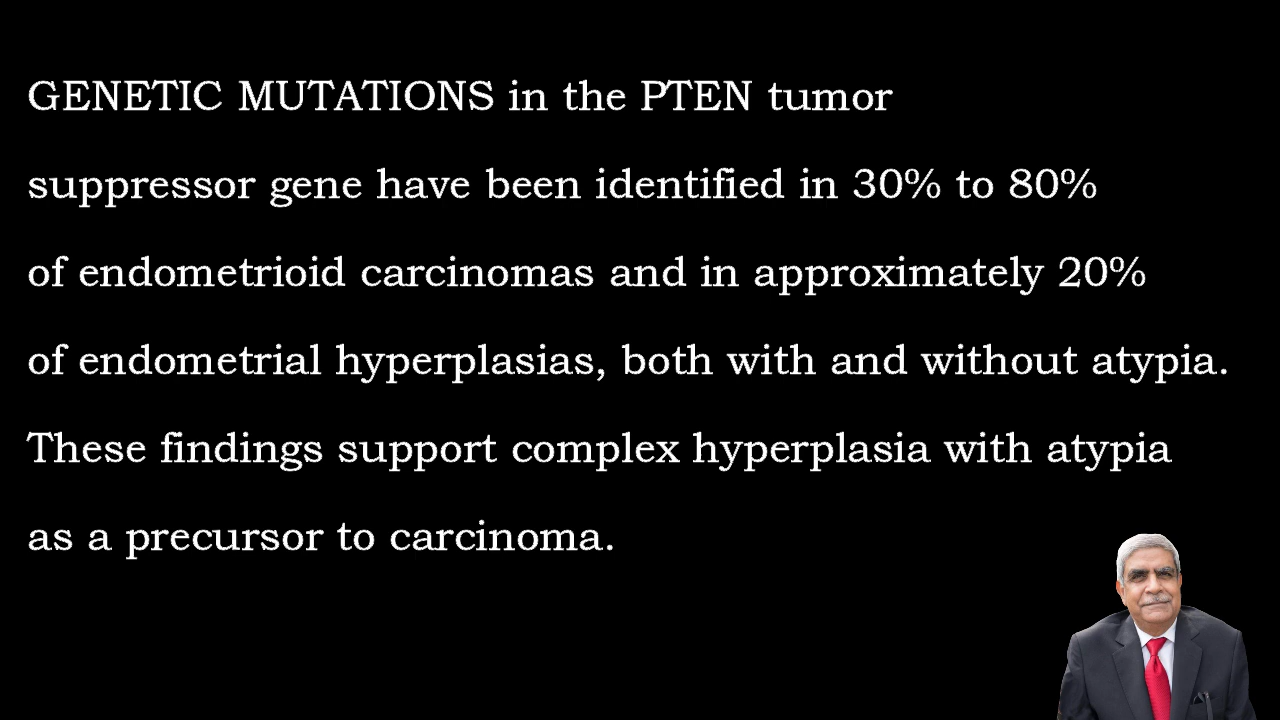 GENETIC MUTATIONS in the PTEN tumor
suppressor gene have been identified in 30% to 80%
of endometrioid carcinomas and in approximately 20%
of endometrial hyperplasias, both with and without atypia.
These findings support complex hyperplasia with atypia
as a precursor to carcinoma.